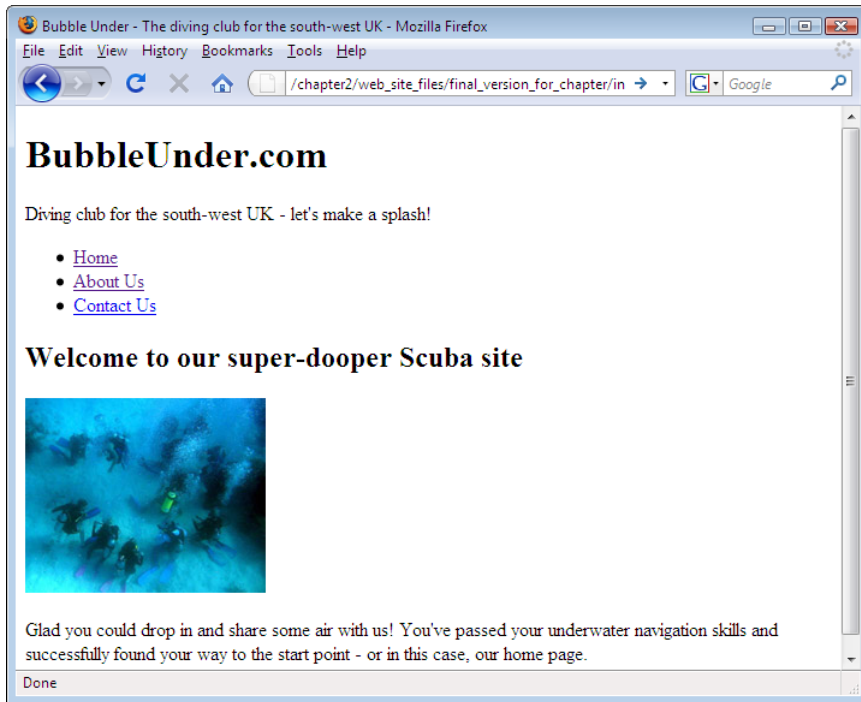 Bubble Under - The diving club for the south-west UK - Mozilla Firefox
File Edit View History Bookmarks Tools Help
/chapter2/web_site_files/final_version_for_chapter/in
G Google
BubbleUnder.com
Diving club for the south-west UK - let's make a splash!
Home
About Us
Contact Us
Welcome to our super-dooper Scuba site
Glad you could drop in and share some air with us! You've passed your underwater navigation skills and
successfully found your way to the start point - or in this case, our home page.
Done